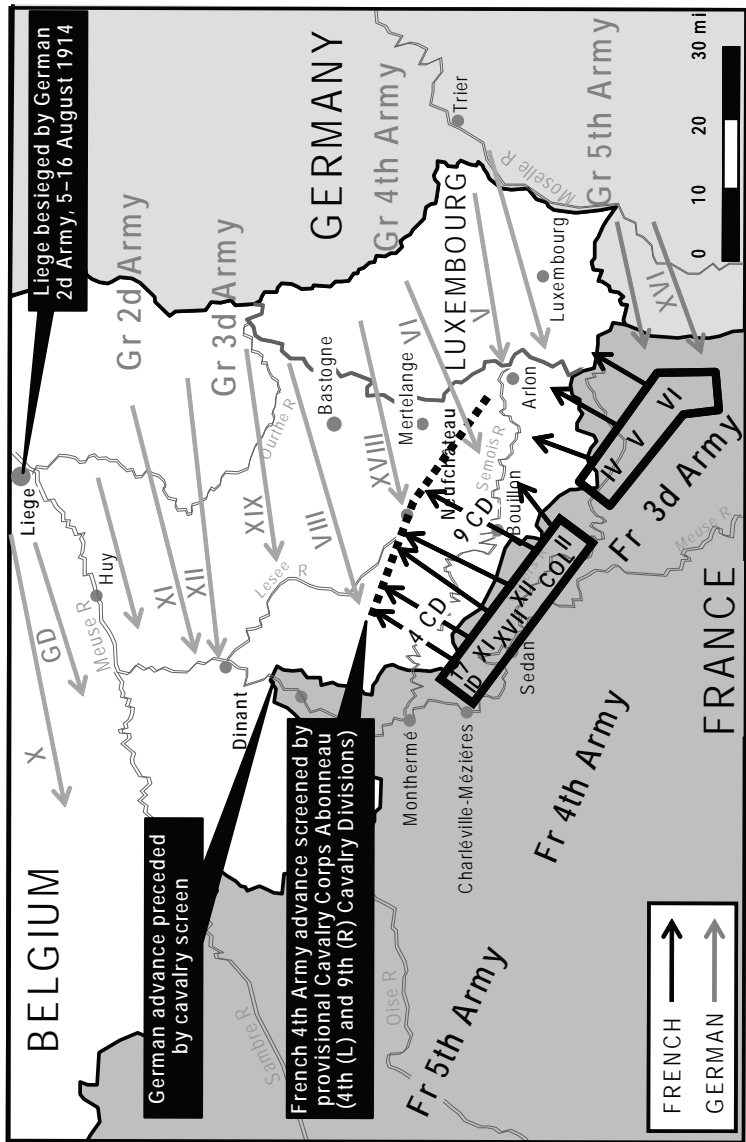 Liege besieged by German
2d Army, 5–16 August 1914
BELGIUM
GERMANY
LUXEMBOURG
FRANCE
Gr 2d Army
Gr 3d Army
Gr 4th Army
Gr 5th Army
Fr 3d Army
Fr 4th Army
Fr 5th Army
Liege
Huy
Dinant
Bastogne
Mertelange
Neufchâteau
Bouillon
Arlon
Luxembourg
Trier
Sedan
Monthermé
Charléville-Mézières
Meuse R
Ourthe R
Lesee
R
Semois R
Moselle R
Meuse R
Sambre R
Oise R
X
GD
XI
XII
XIX
VIII
XVIII
VI
V
XVI
4 CD
9 CD
17
ID
XI
XVII
XII
COL
II
IV
V
VI
German advance preceded
by cavalry screen
French 4th Army advance screened by
provisional Cavalry Corps Abonneau
(4th (L) and 9th (R) Cavalry Divisions)
FRENCH
GERMAN
0
10
20
30 mi